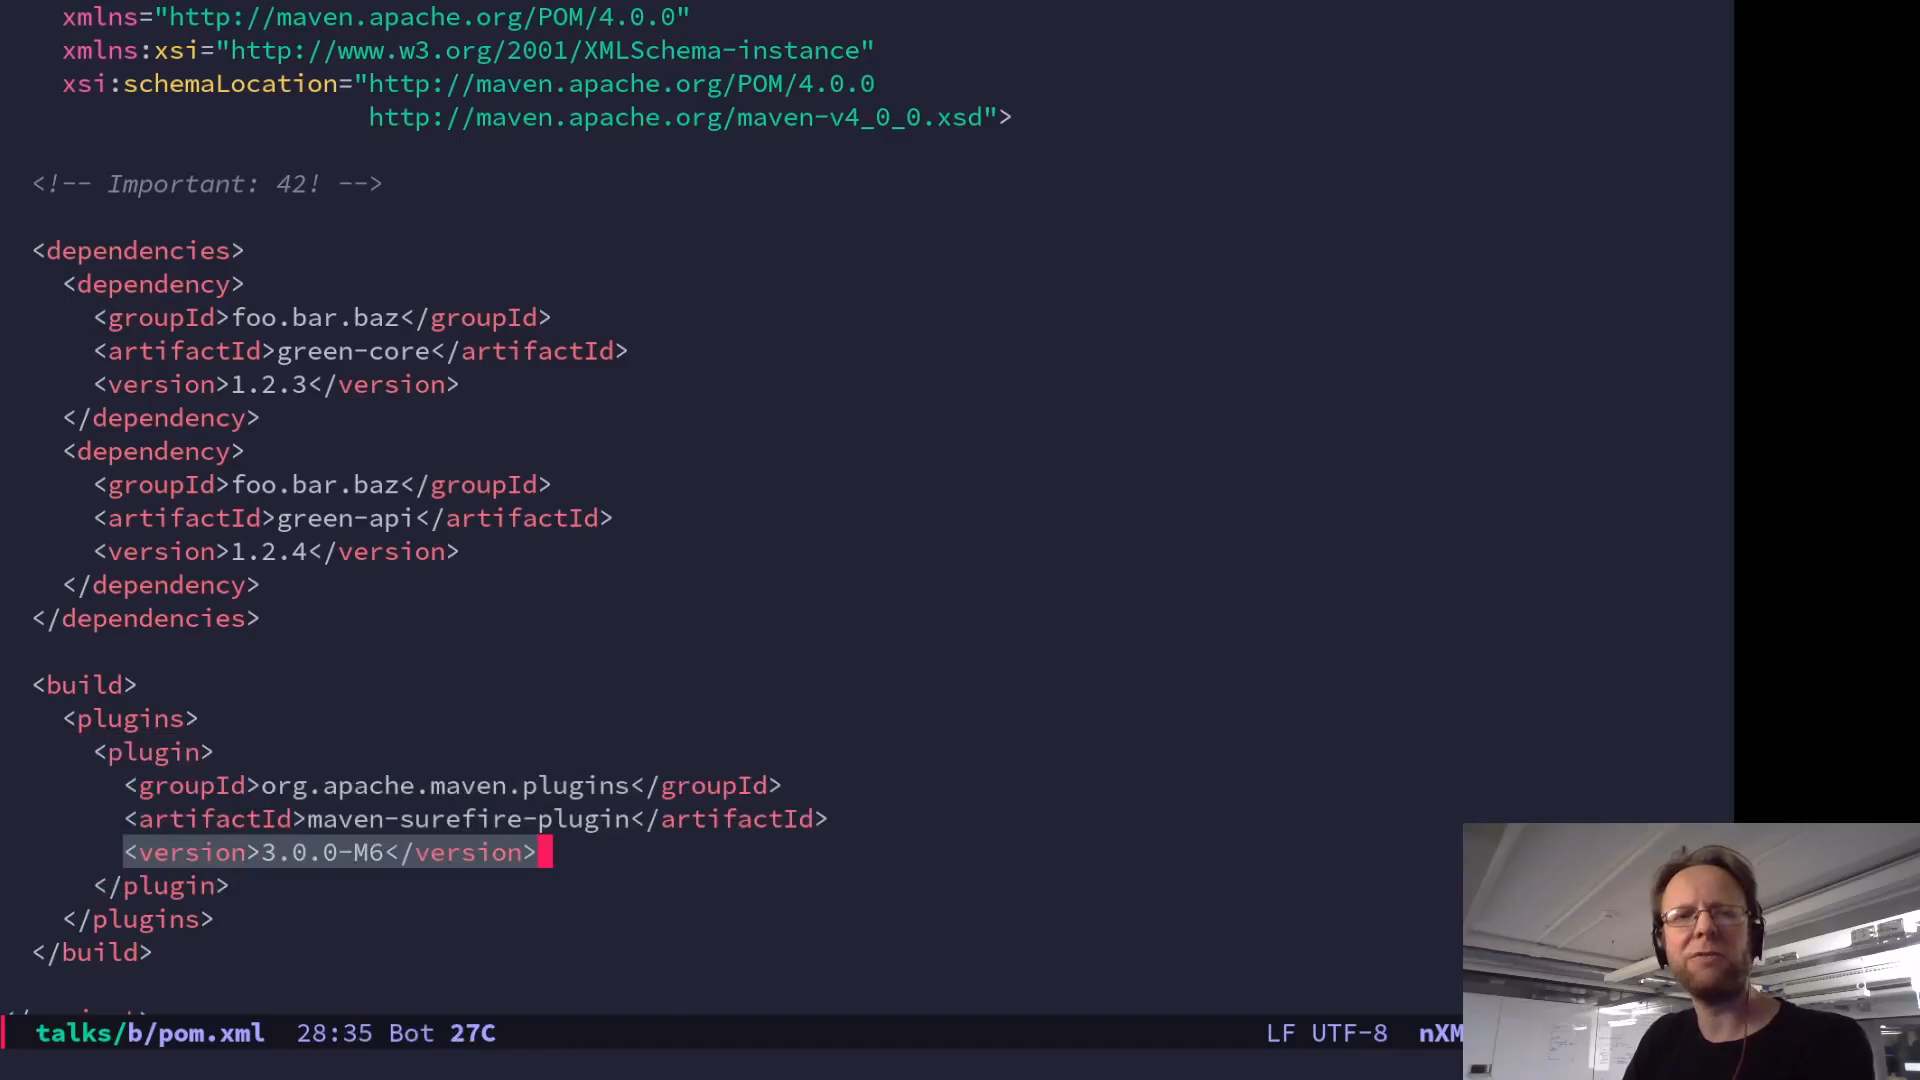 xmlns="http://maven.apache.org/POM/4.0.0"
xmlns:xsi="http://www.w3.org/2001/XMLSchema-instance"
xsi:schemaLocation="http://maven.apache.org/POM/4.0.0
http://maven.apache.org/maven-v4_0_0.xsd">
<!-- Important: 42! -->
<dependencies>
<dependency>
<groupId>foo.bar.baz</groupId>
<artifactId>green-core</artifactId>
<version>1.2.3</version>
</dependency>
<dependency>
<groupId>foo.bar.baz</groupId>
<artifactId>green-api</artifactId>
<version>1.2.4</version>
</dependency>
</dependencies>
<build>
<plugins>
<plugin>
<groupId>org.apache.maven.plugins</groupId>
<artifactId>maven-surefire-plugin</artifactId>
<version>3.0.0-M6</version>
</plugin>
</plugins>
</build>
talks/b/pom.xml 28:35 Bot 27C LF UTF-8 nXM